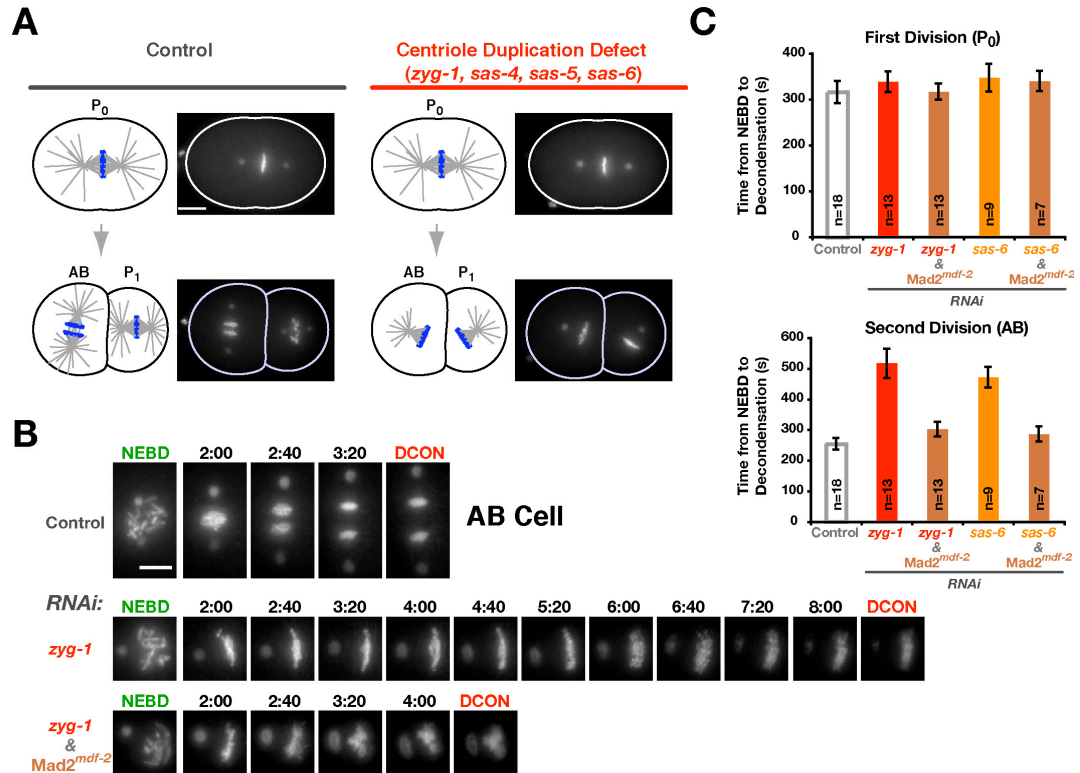 A
Control
Centriole Duplication Defect
(zyg-1, sas-4, sas-5, sas-6)
P0
P0
AB
P1
AB
P1
B
NEBD
2:00
2:40
3:20
DCON
Control
AB Cell
RNAi:
NEBD
2:00
2:40
3:20
4:00
4:40
5:20
6:00
6:40
7:20
8:00
DCON
zyg-1
NEBD
2:00
2:40
3:20
4:00
DCON
zyg-1
&
Mad2mdf-2
C
First Division (P0)
Time from NEBD to
Decondensation (s)
400
300
200
100
0
n=18
n=13
n=13
n=9
n=7
Control
zyg-1
zyg-1
&
Mad2mdf-2
sas-6
sas-6
&
Mad2mdf-2
RNAi
Second Division (AB)
Time from NEBD to
Decondensation (s)
600
500
400
300
200
100
0
n=18
n=13
n=13
n=9
n=7
Control
zyg-1
zyg-1
&
Mad2mdf-2
sas-6
sas-6
&
Mad2mdf-2
RNAi